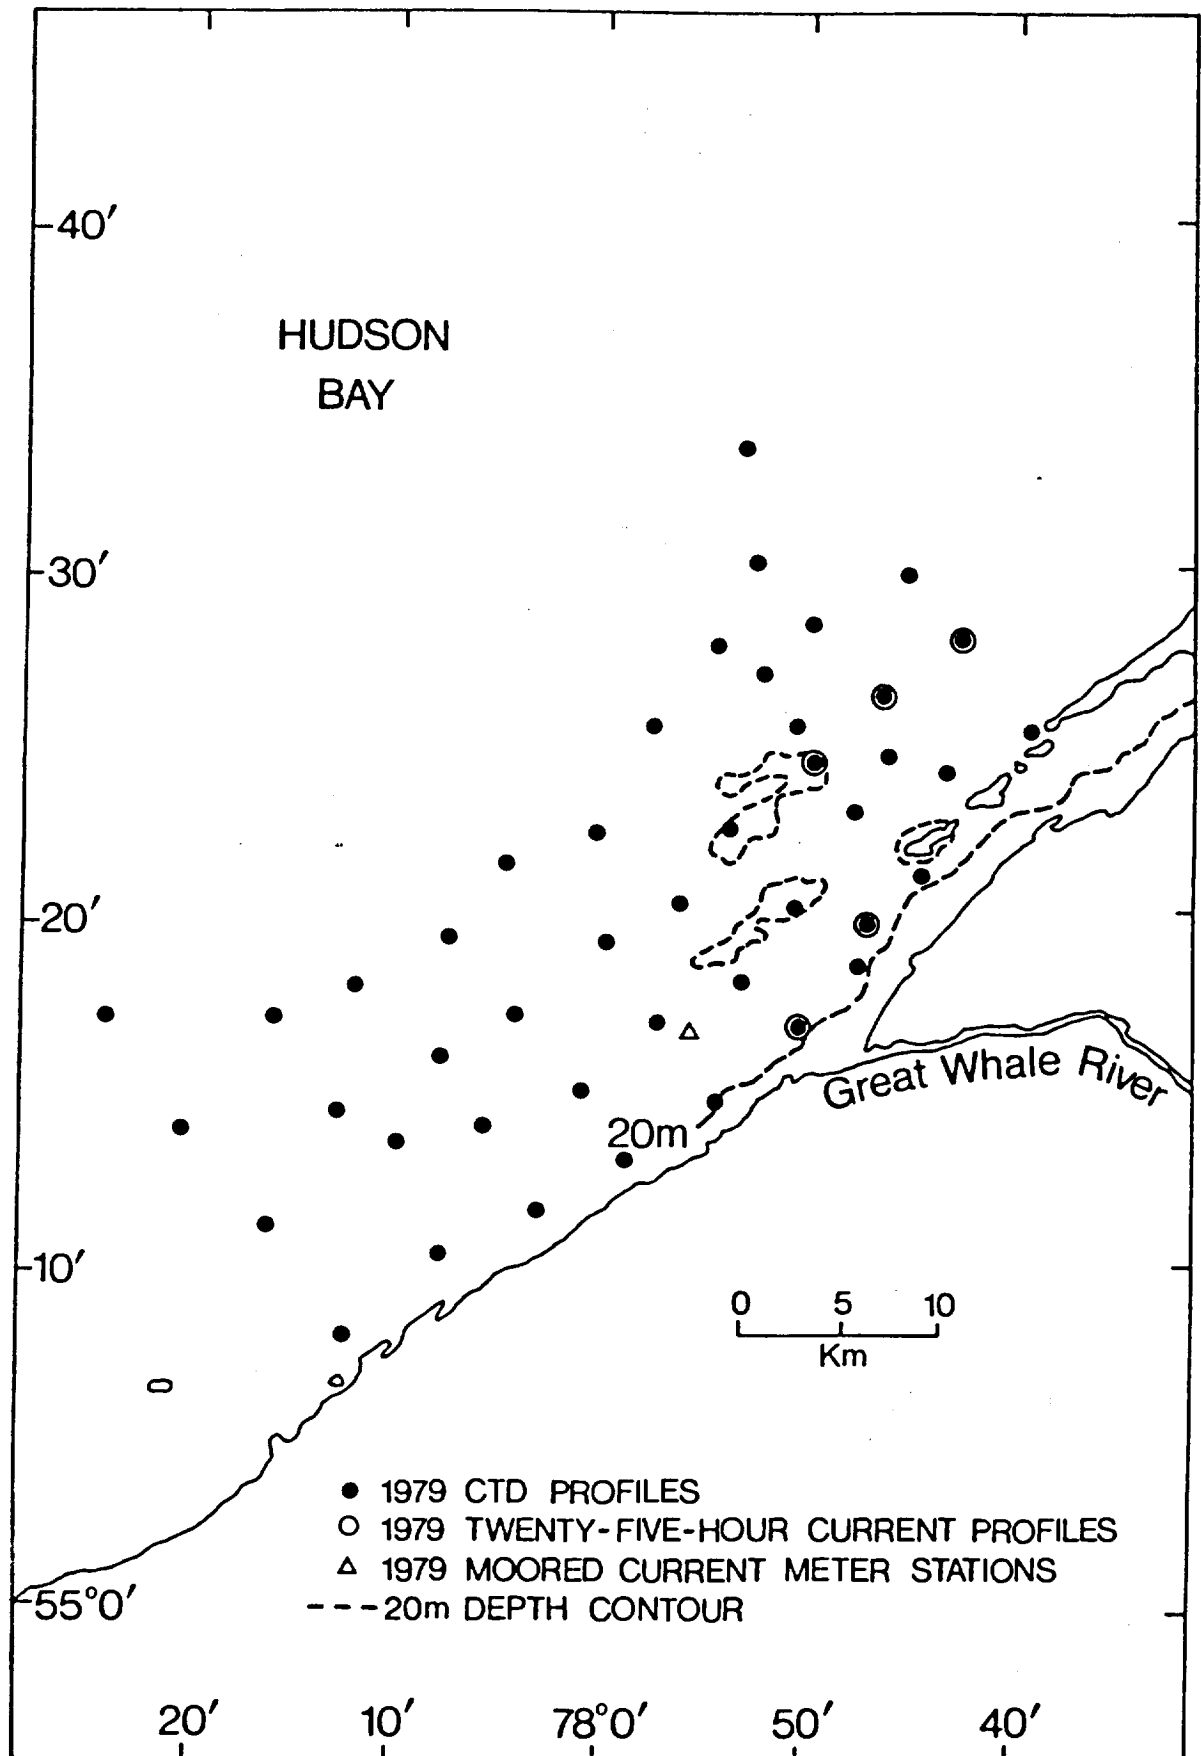 40′
HUDSON
BAY
30′
20′
Great Whale River
20m
10′
0 5 10
Km
1979 CTD PROFILES
1979 TWENTY-FIVE-HOUR CURRENT PROFILES
1979 MOORED CURRENT METER STATIONS
20m DEPTH CONTOUR
55°0′
20′ 10′ 78°0′ 50′ 40′